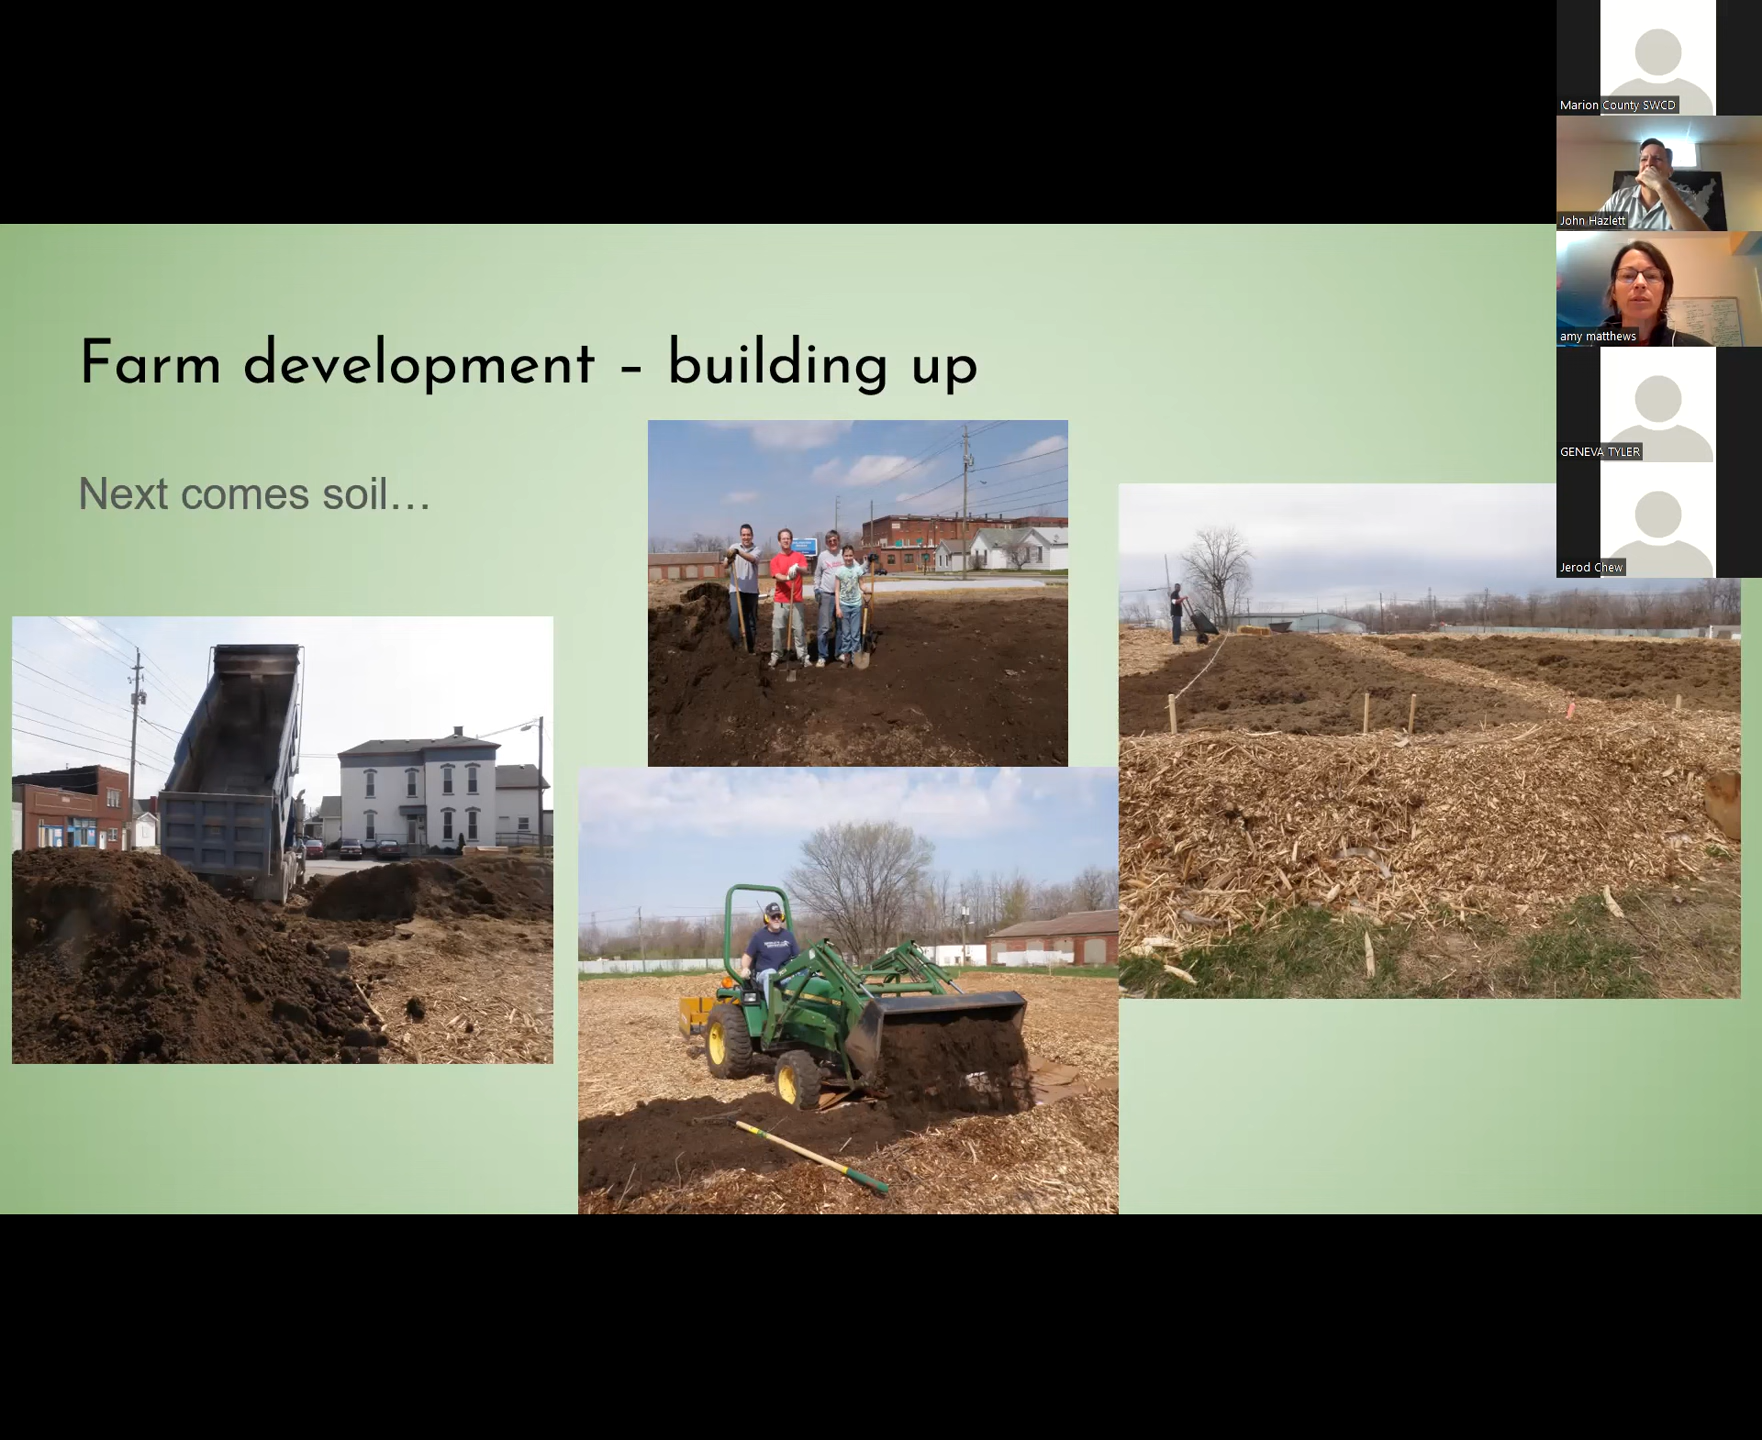 Farm development – building up
Next comes soil...
Marion County SWCD
John Hazlett
amy matthews
GENEVA TYLER
Jerod Chew